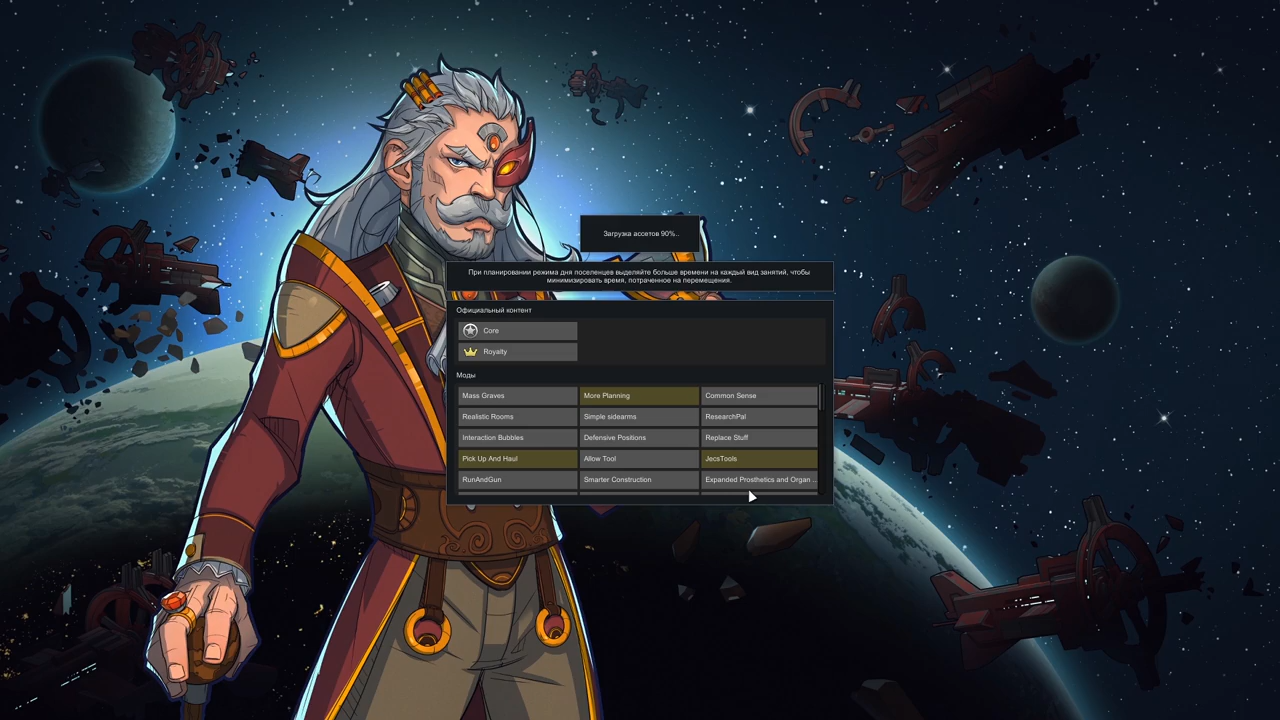 Загрузка ассетов 90%..
При планировании режима дня поселенцев выделяйте больше времени на каждый вид занятий, чтобы
минимизировать время, потраченное на перемещения.
Официальный контент
Core
Royalty
Моды
Mass Graves
More Planning
Common Sense
Realistic Rooms
Simple sidearms
ResearchPal
Interaction Bubbles
Defensive Positions
Replace Stuff
Pick Up And Haul
Allow Tool
JecsTools
RunAndGun
Smarter Construction
Expanded Prosthetics and Organ ...